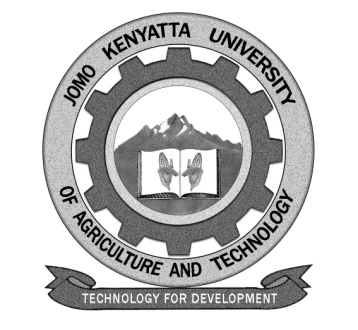 JOMO KENYATTA UNIVERSITY
OF AGRICULTURE AND TECHNOLOGY
TECHNOLOGY FOR DEVELOPMENT